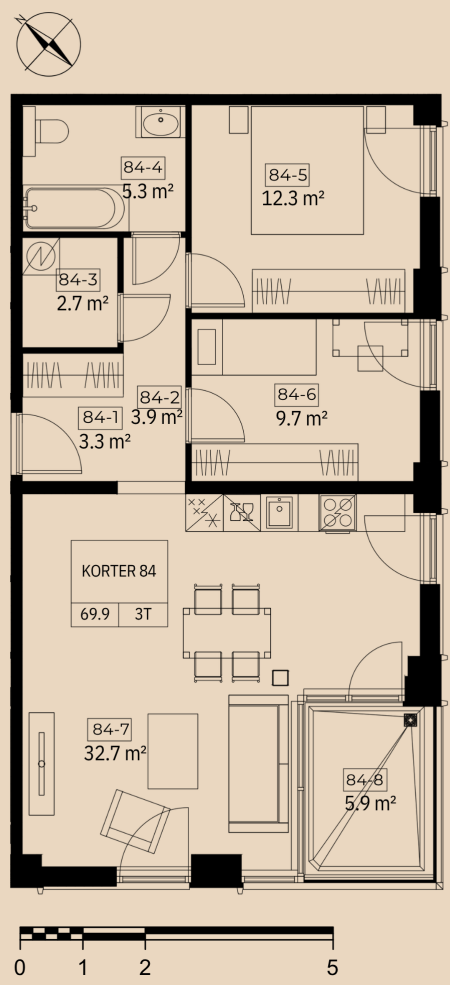 N
84-4
5.3 m²
84-5
12.3 m²
84-3
2.7 m²
84-2
3.9 m²
84-1
3.3 m²
84-6
9.7 m²
KORTER 84
69.9 3T
84-7
32.7 m²
84-8
5.9 m²
0 1 2 5